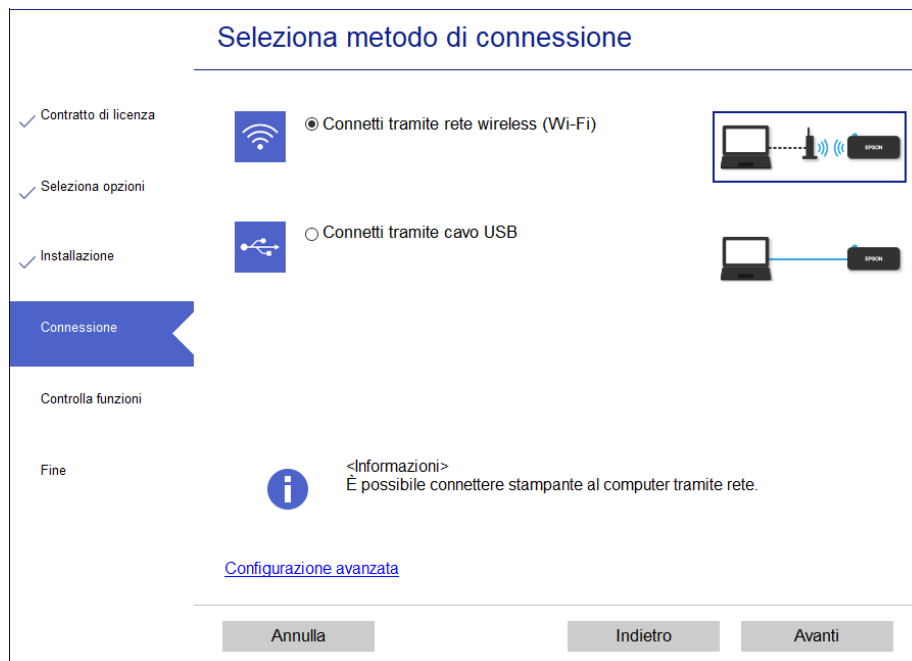 Seleziona metodo di connessione
Contratto di licenza
Seleziona opzioni
Installazione
Connessione
Controlla funzioni
Fine
Connetti tramite rete wireless (Wi-Fi)
EPSON
Connetti tramite cavo USB
EPSON
<Informazioni>
È possibile connettere stampante al computer tramite rete.
Configurazione avanzata
Annulla
Indietro
Avanti